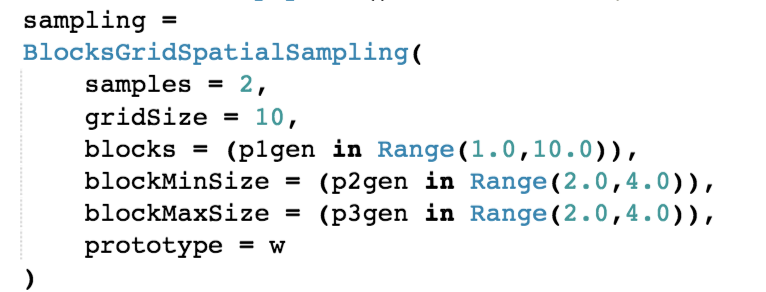 sampling =
BlocksGridSpatialSampling(
    samples = 2,
    gridSize = 10,
    blocks = (p1gen in Range(1.0,10.0)),
    blockMinSize = (p2gen in Range(2.0,4.0)),
    blockMaxSize = (p3gen in Range(2.0,4.0)),
    prototype = w
)